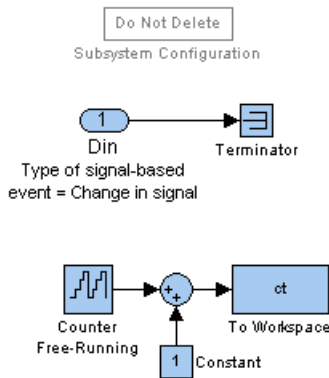 Do Not Delete
Subsystem Configuration
1
Din
Terminator
Type of signal-based
event = Change in signal
+
+
ct
Counter
Free-Running
To Workspace
1
Constant